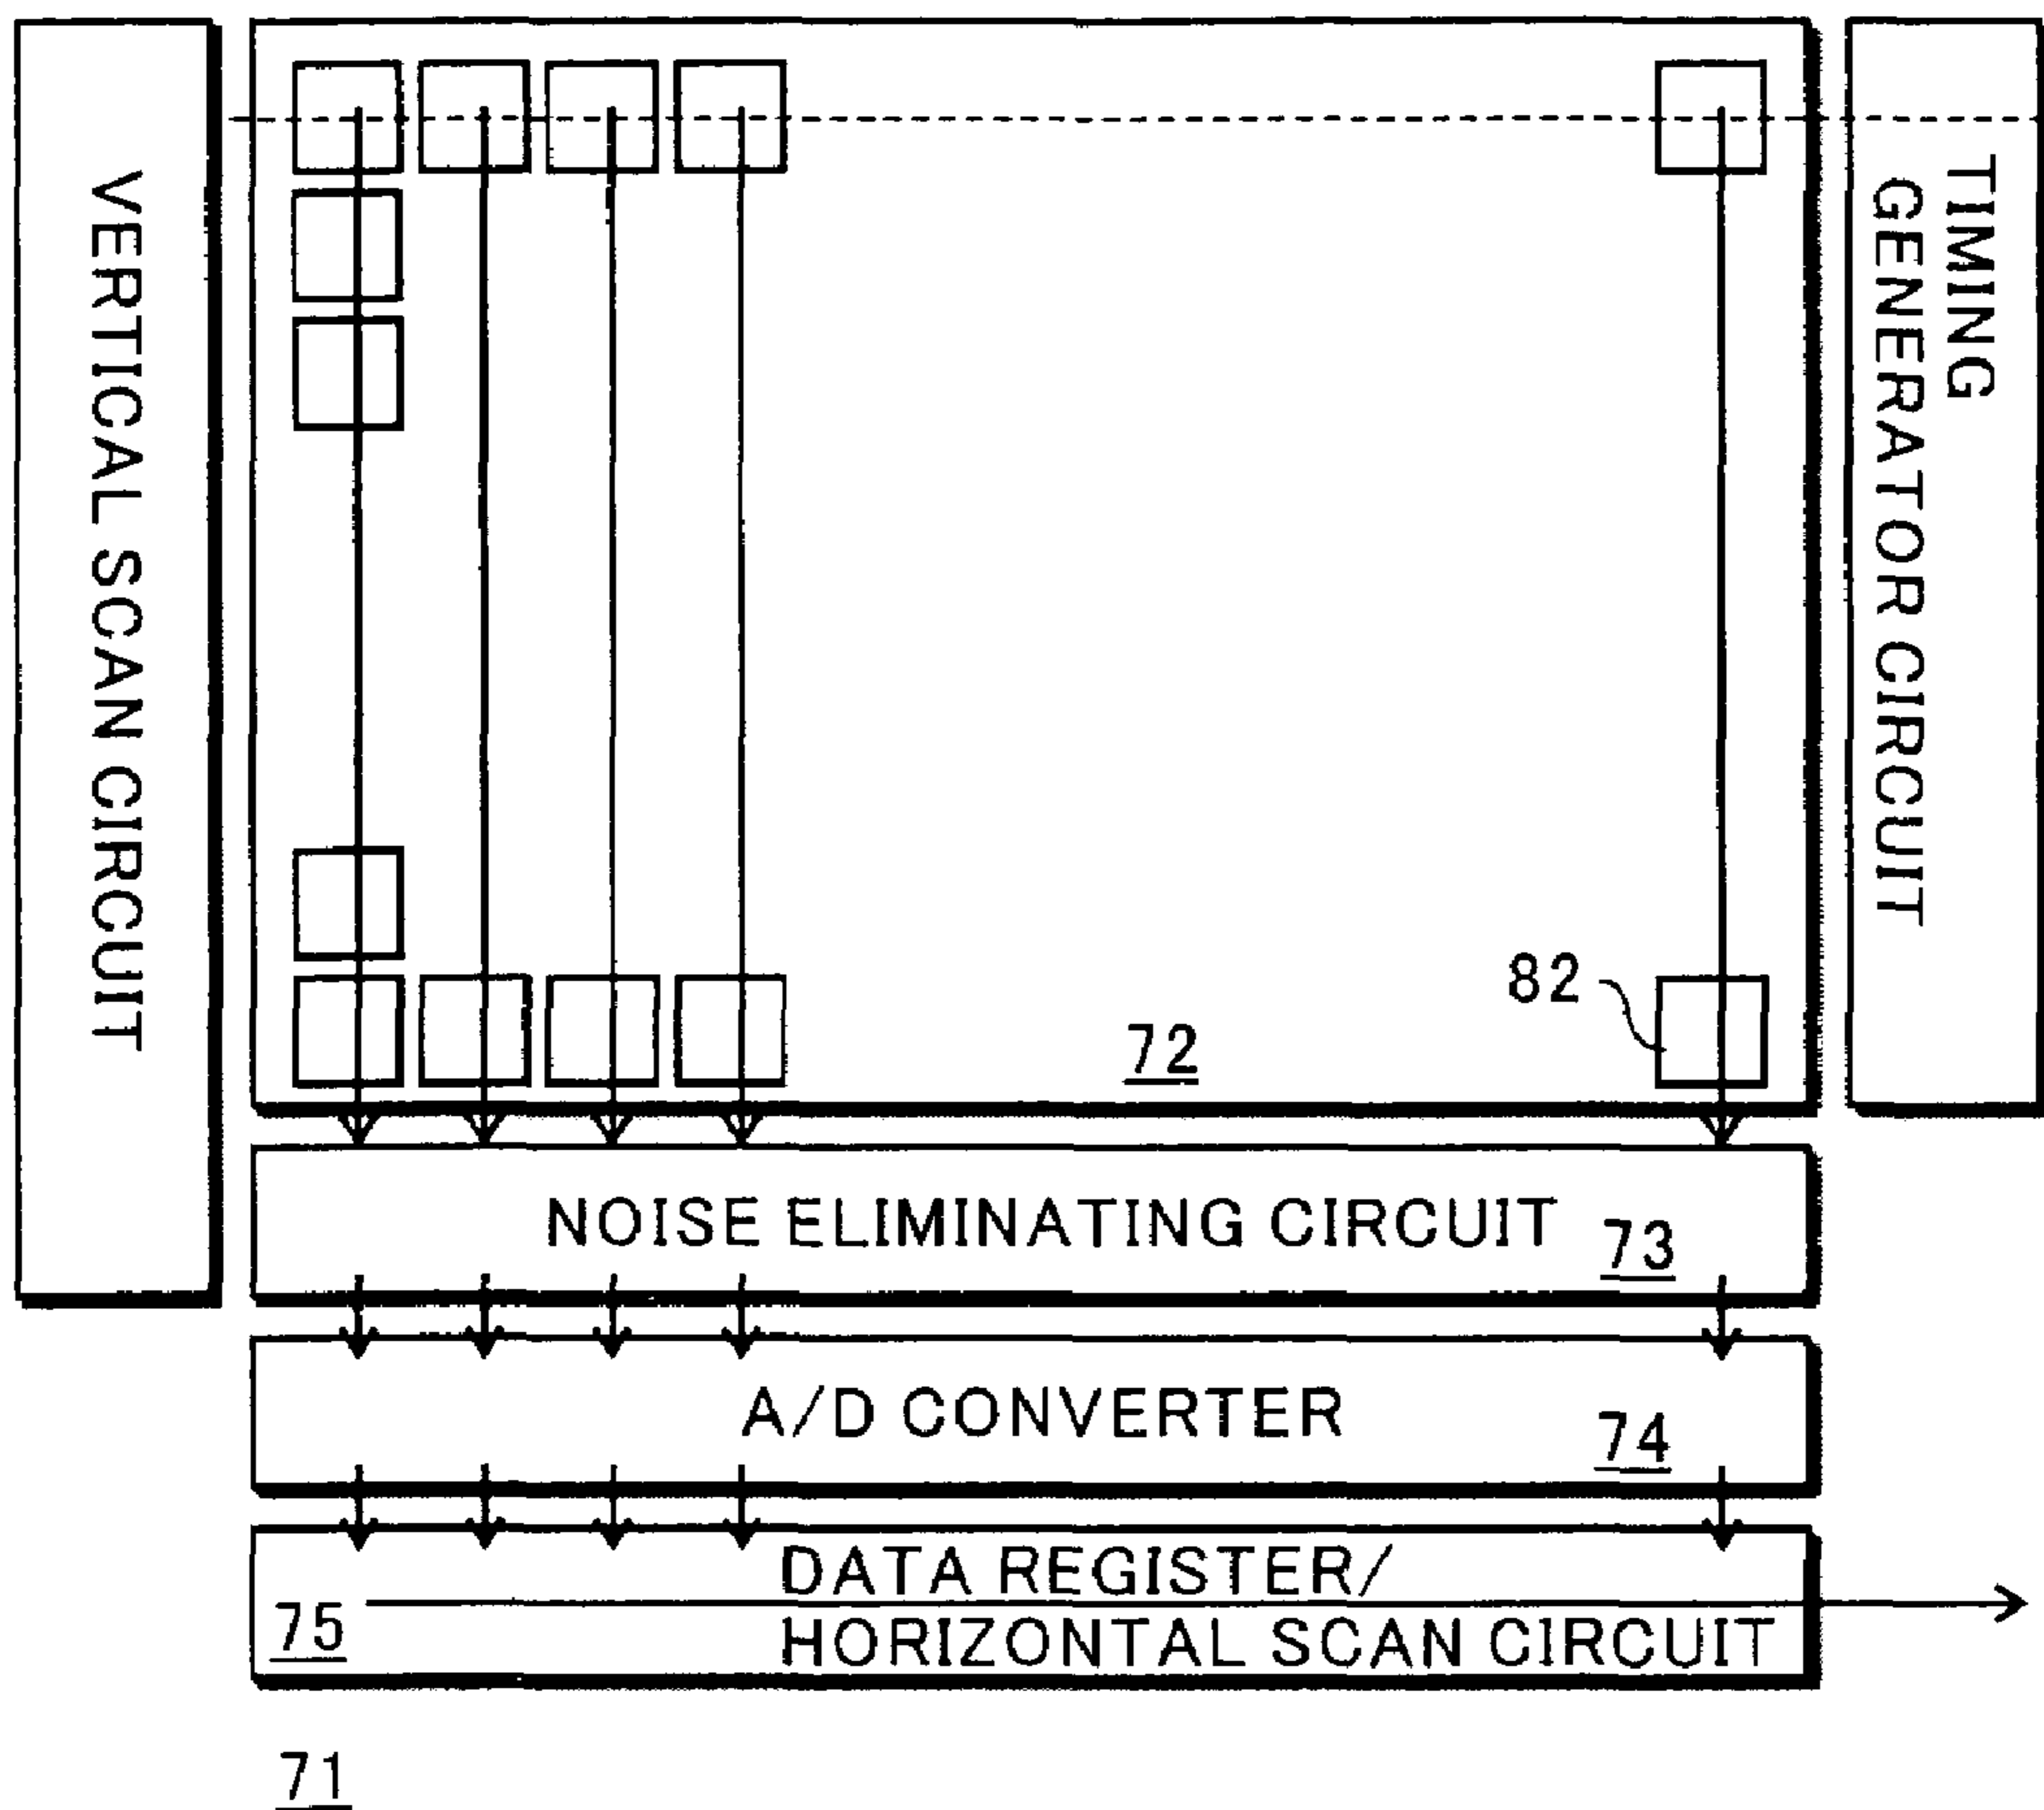 VERTICAL SCAN CIRCUIT
TIMING
GENERATOR CIRCUIT
82
72
NOISE ELIMINATING CIRCUIT
73
A/D CONVERTER
74
DATA REGISTER/
75
HORIZONTAL SCAN CIRCUIT
71